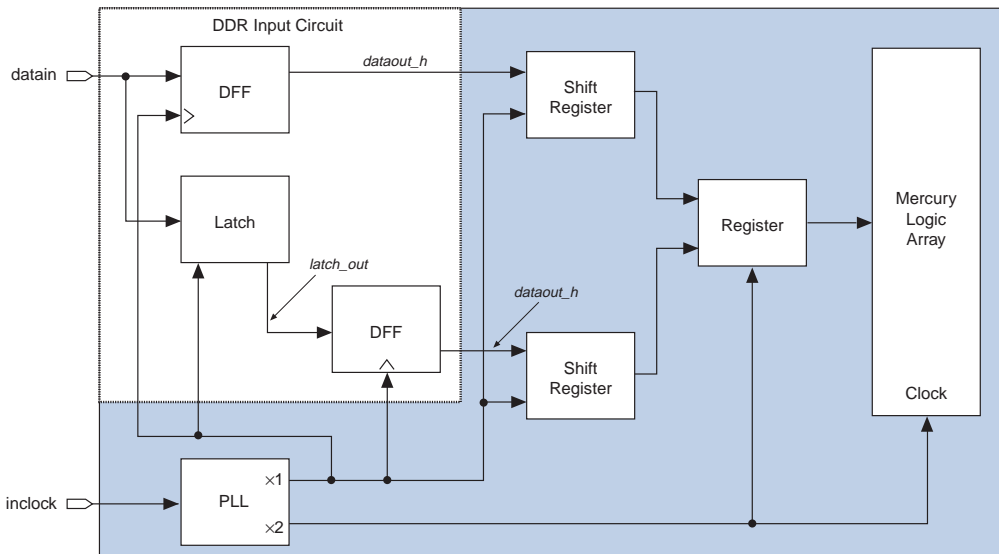 DDR Input Circuit
datain
DFF
dataout_h
Shift
Register
Mercury
Logic
Array
Latch
Register
latch_out
dataout_h
DFF
Shift
Register
Clock
inclock
PLL
×1
×2